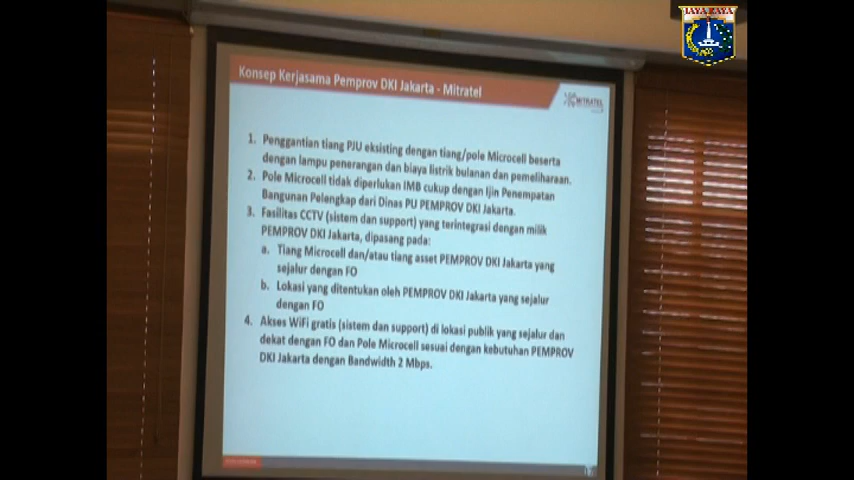 JAYA RAYA
Konsep Kerjasama Pemprov DKI Jakarta - Mitratel
MITRATEL
1. Penggantian tiang PJU eksisting dengan tiang/pole Microcell beserta
dengan lampu penerangan dan biaya listrik bulanan dan pemeliharaan.
2. Pole Microcell tidak diperlukan IMB cukup dengan Ijin Penempatan
Bangunan Pelengkap dari Dinas PU PEMPROV DKI Jakarta.
3. Fasilitas CCTV (sistem dan support) yang terintegrasi dengan milik
PEMPROV DKI Jakarta, dipasang pada:
a. Tiang Microcell dan/atau tiang asset PEMPROV DKI Jakarta yang
sejalur dengan FO
b. Lokasi yang ditentukan oleh PEMPROV DKI Jakarta yang sejalur
dengan FO
4. Akses WiFi gratis (sistem dan support) di lokasi publik yang sejalur dan
dekat dengan FO dan Pole Microcell sesuai dengan kebutuhan PEMPROV
DKI Jakarta dengan Bandwidth 2 Mbps.